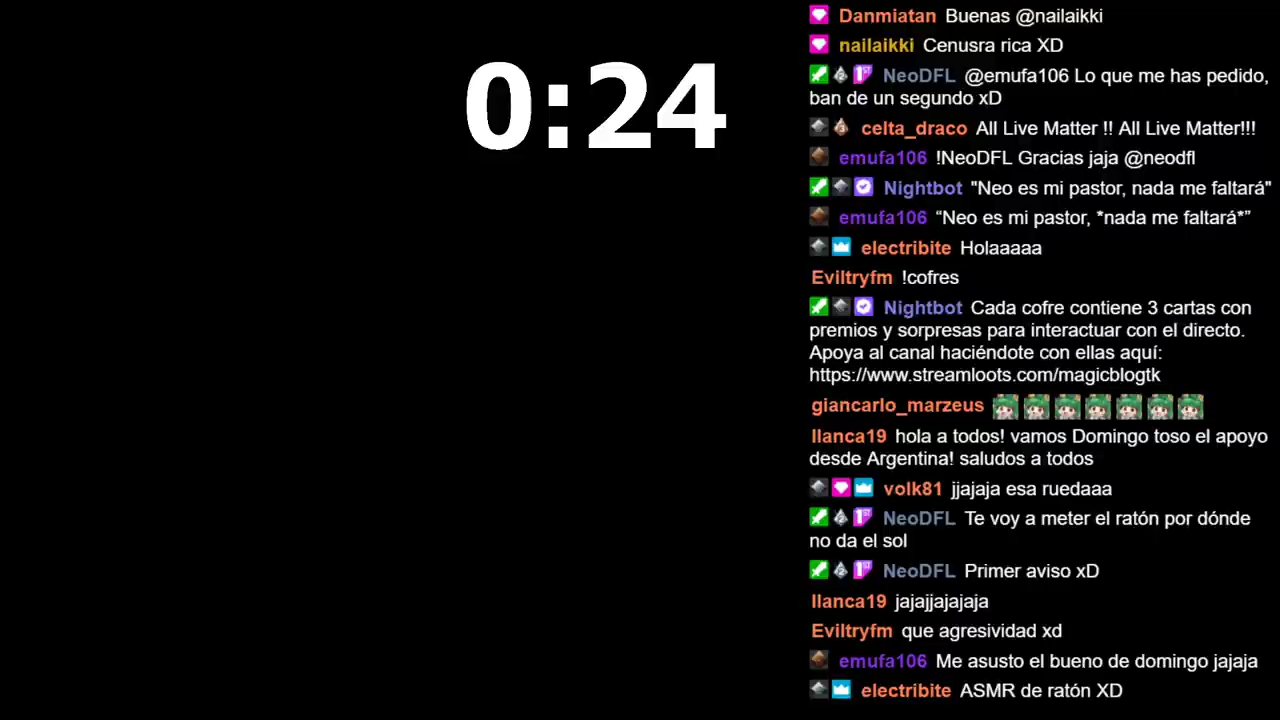 0:24
Danmiatan Buenas @nailaikki
nailaikki Cenusra rica XD
NeoDFL @emufa106 Lo que me has pedido,
ban de un segundo xD
celta_draco All Live Matter !! All Live Matter!!!
emufa106 !NeoDFL Gracias jaja @neodfl
Nightbot "Neo es mi pastor, nada me faltará"
emufa106 “Neo es mi pastor, *nada me faltará*”
electribite Holaaaaa
Eviltryfm !cofres
Nightbot Cada cofre contiene 3 cartas con
premios y sorpresas para interactuar con el directo.
Apoya al canal haciéndote con ellas aquí:
https://www.streamloots.com/magicblogtk
giancarlo_marzeus
llanca19 hola a todos! vamos Domingo toso el apoyo
desde Argentina! saludos a todos
volk81 jjajaja esa ruedaaa
NeoDFL Te voy a meter el ratón por dónde
no da el sol
NeoDFL Primer aviso xD
llanca19 jajajjajajaja
Eviltryfm que agresividad xd
emufa106 Me asusto el bueno de domingo jajaja
electribite ASMR de ratón XD